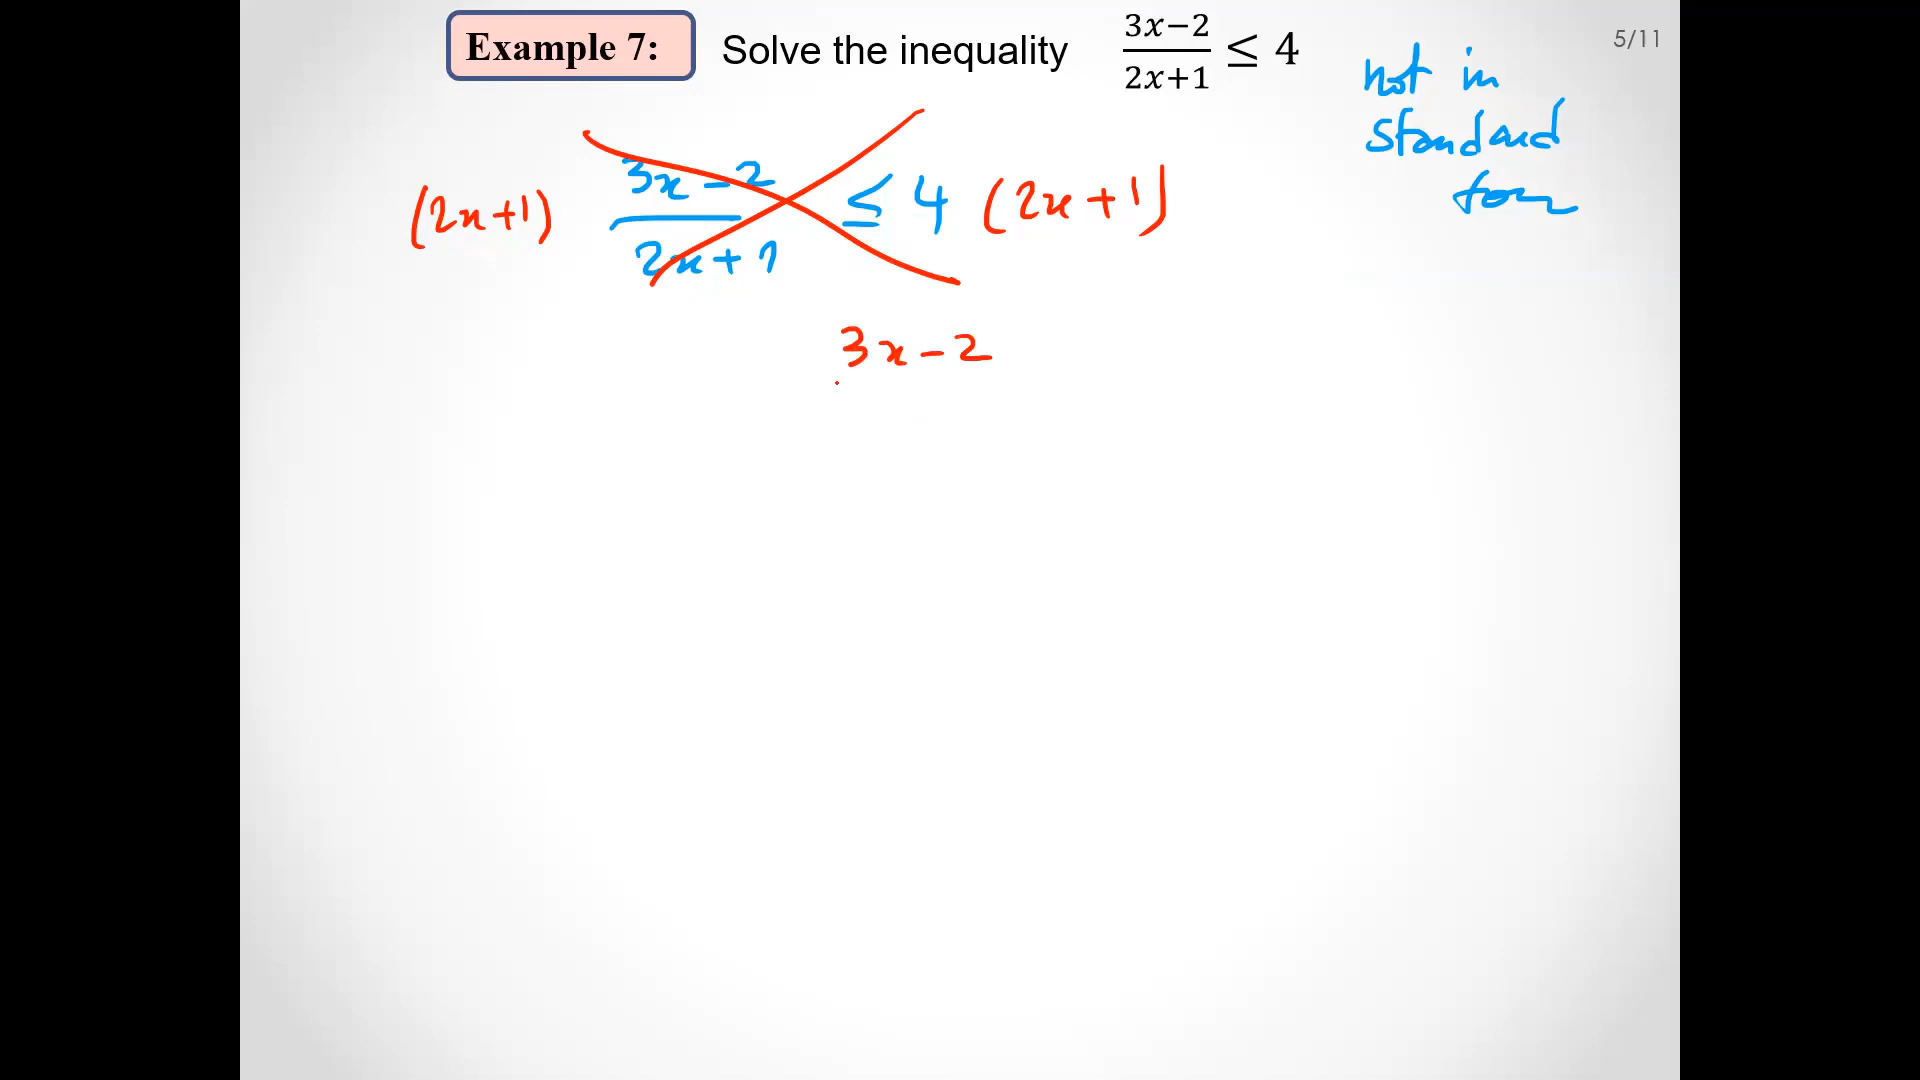 Example 7: Solve the inequality (3x−2)/(2x+1) ≤ 4
5/11
not in
standard
form
(2x+1) (3x−2)/(2x+1) ≤ 4 (2x+1)
3x−2